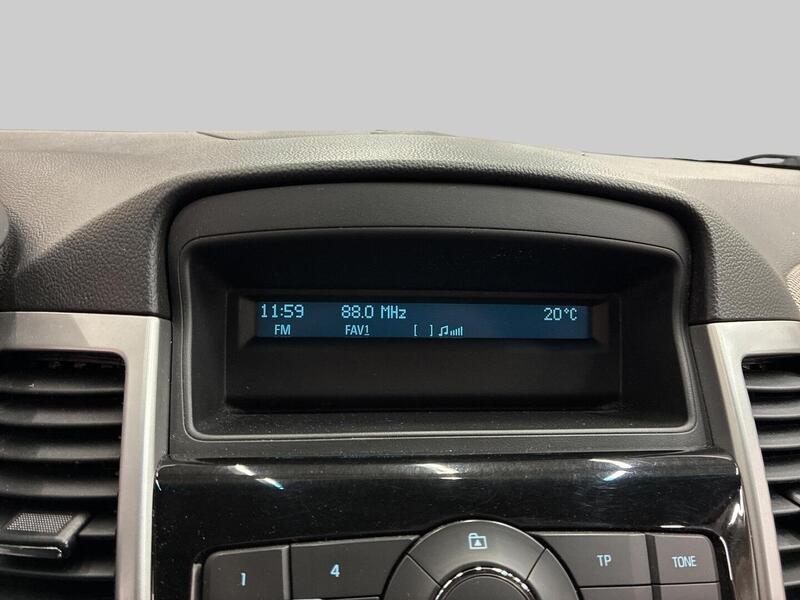 11:59 88.0 MHz 20°C
FM FAV1 [ ]
1 4 TP TONE